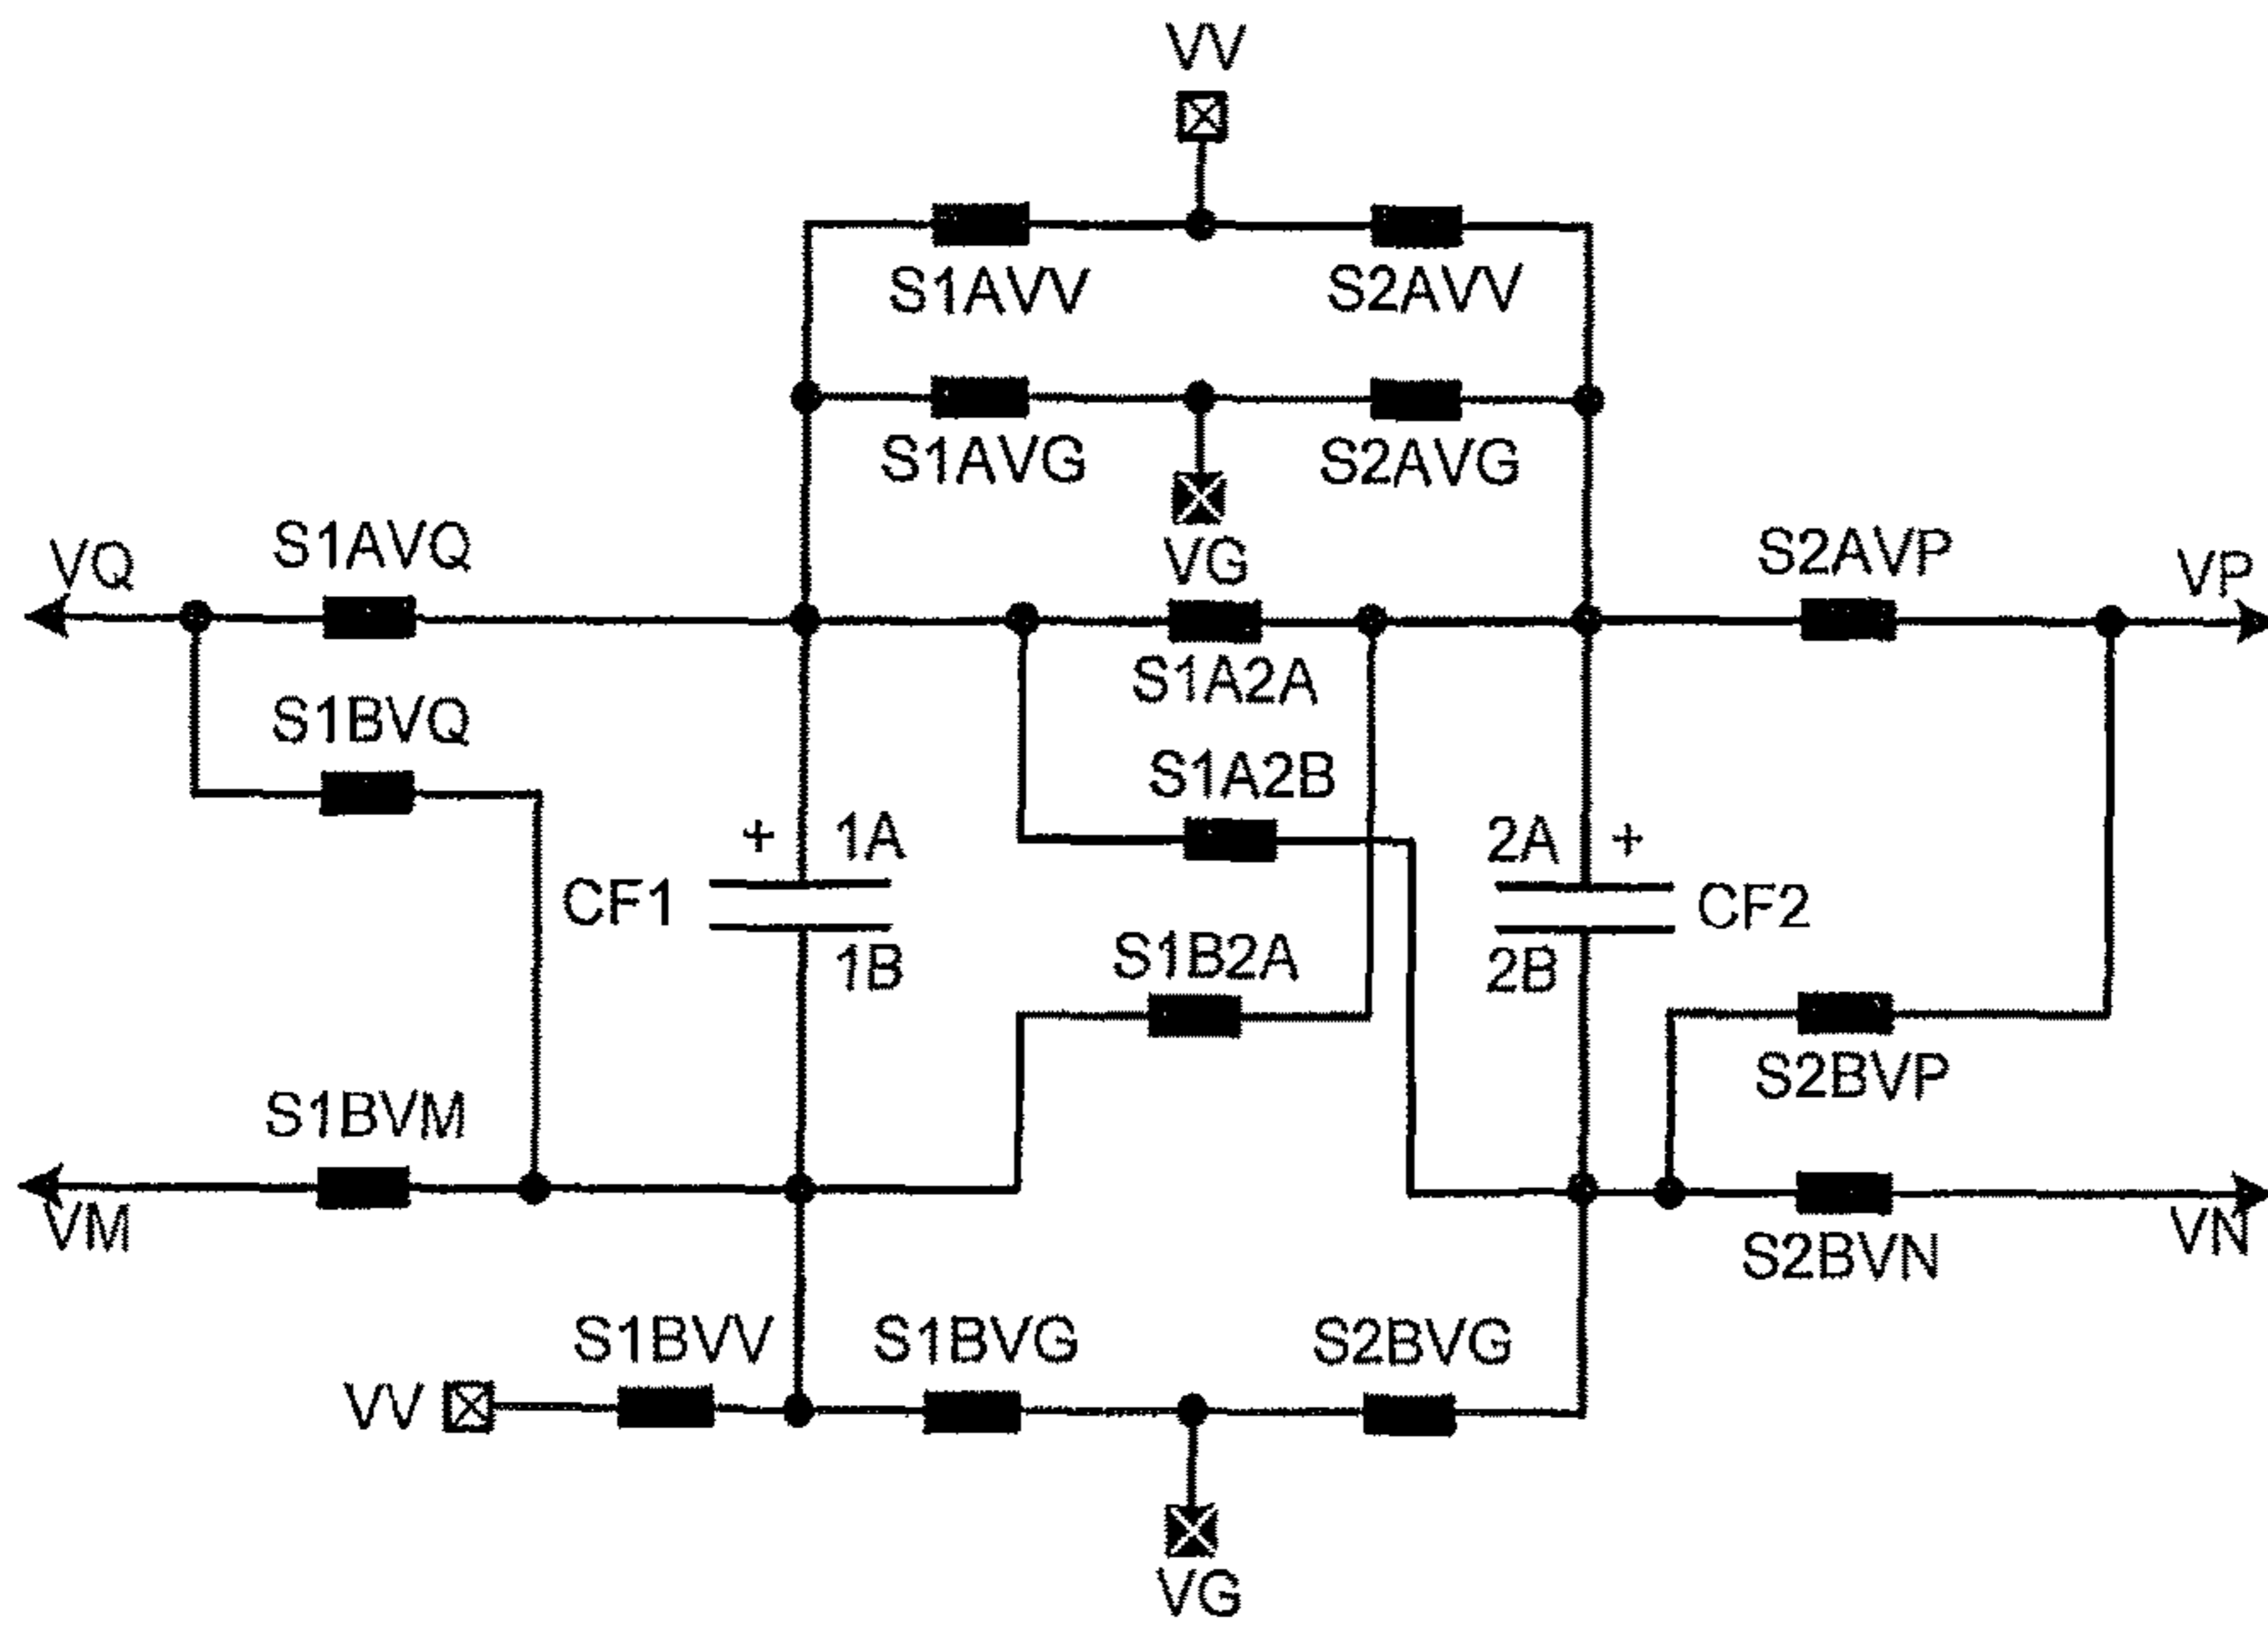 VV
S1AVV
S2AVV
S1AVG
S2AVG
VG
VQ
S1AVQ
S2AVP
VP
S1A2A
S1BVQ
S1A2B
+
1A
2A
+
CF1
CF2
1B
S1B2A
2B
S2BVP
S1BVM
VM
S2BVN
VN
S1BVV
S1BVG
S2BVG
VV
VG